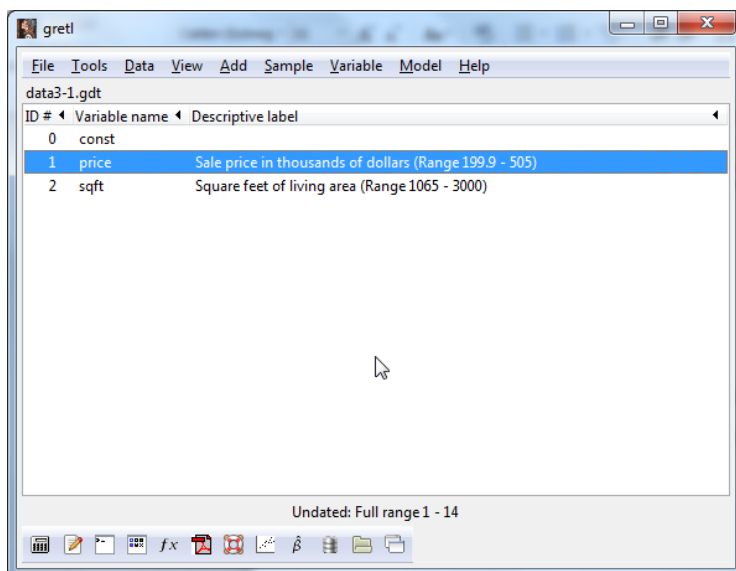 gretl
File Tools Data View Add Sample Variable Model Help
data3-1.gdt
ID # Variable name Descriptive label
0 const
1 price Sale price in thousands of dollars (Range 199.9 - 505)
2 sqft Square feet of living area (Range 1065 - 3000)
Undated: Full range 1 - 14
fx β̂